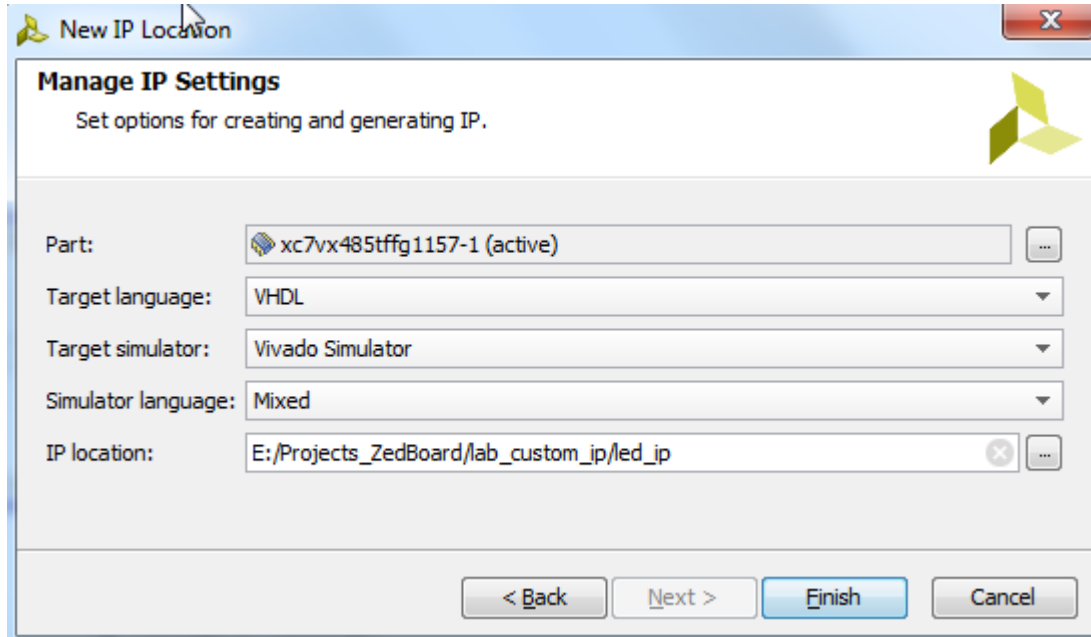 New IP Location
Manage IP Settings
Set options for creating and generating IP.
Part: xc7vx485tffg1157-1 (active) ...
Target language: VHDL
Target simulator: Vivado Simulator
Simulator language: Mixed
IP location: E:/Projects_ZedBoard/lab_custom_ip/led_ip ...
< Back Next > Finish Cancel